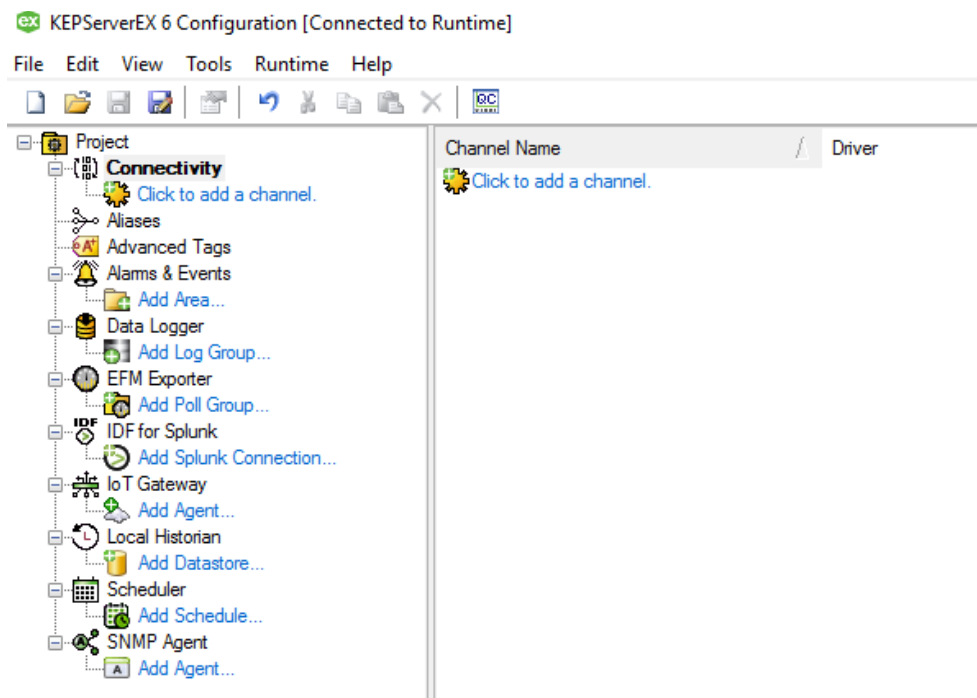 KEPServerEX 6 Configuration [Connected to Runtime]
File Edit View Tools Runtime Help
Project
Connectivity
Click to add a channel.
Aliases
Advanced Tags
Alarms & Events
Add Area...
Data Logger
Add Log Group...
EFM Exporter
Add Poll Group...
IDF for Splunk
Add Splunk Connection...
IoT Gateway
Add Agent...
Local Historian
Add Datastore...
Scheduler
Add Schedule...
SNMP Agent
Add Agent...
Channel Name Driver
Click to add a channel.